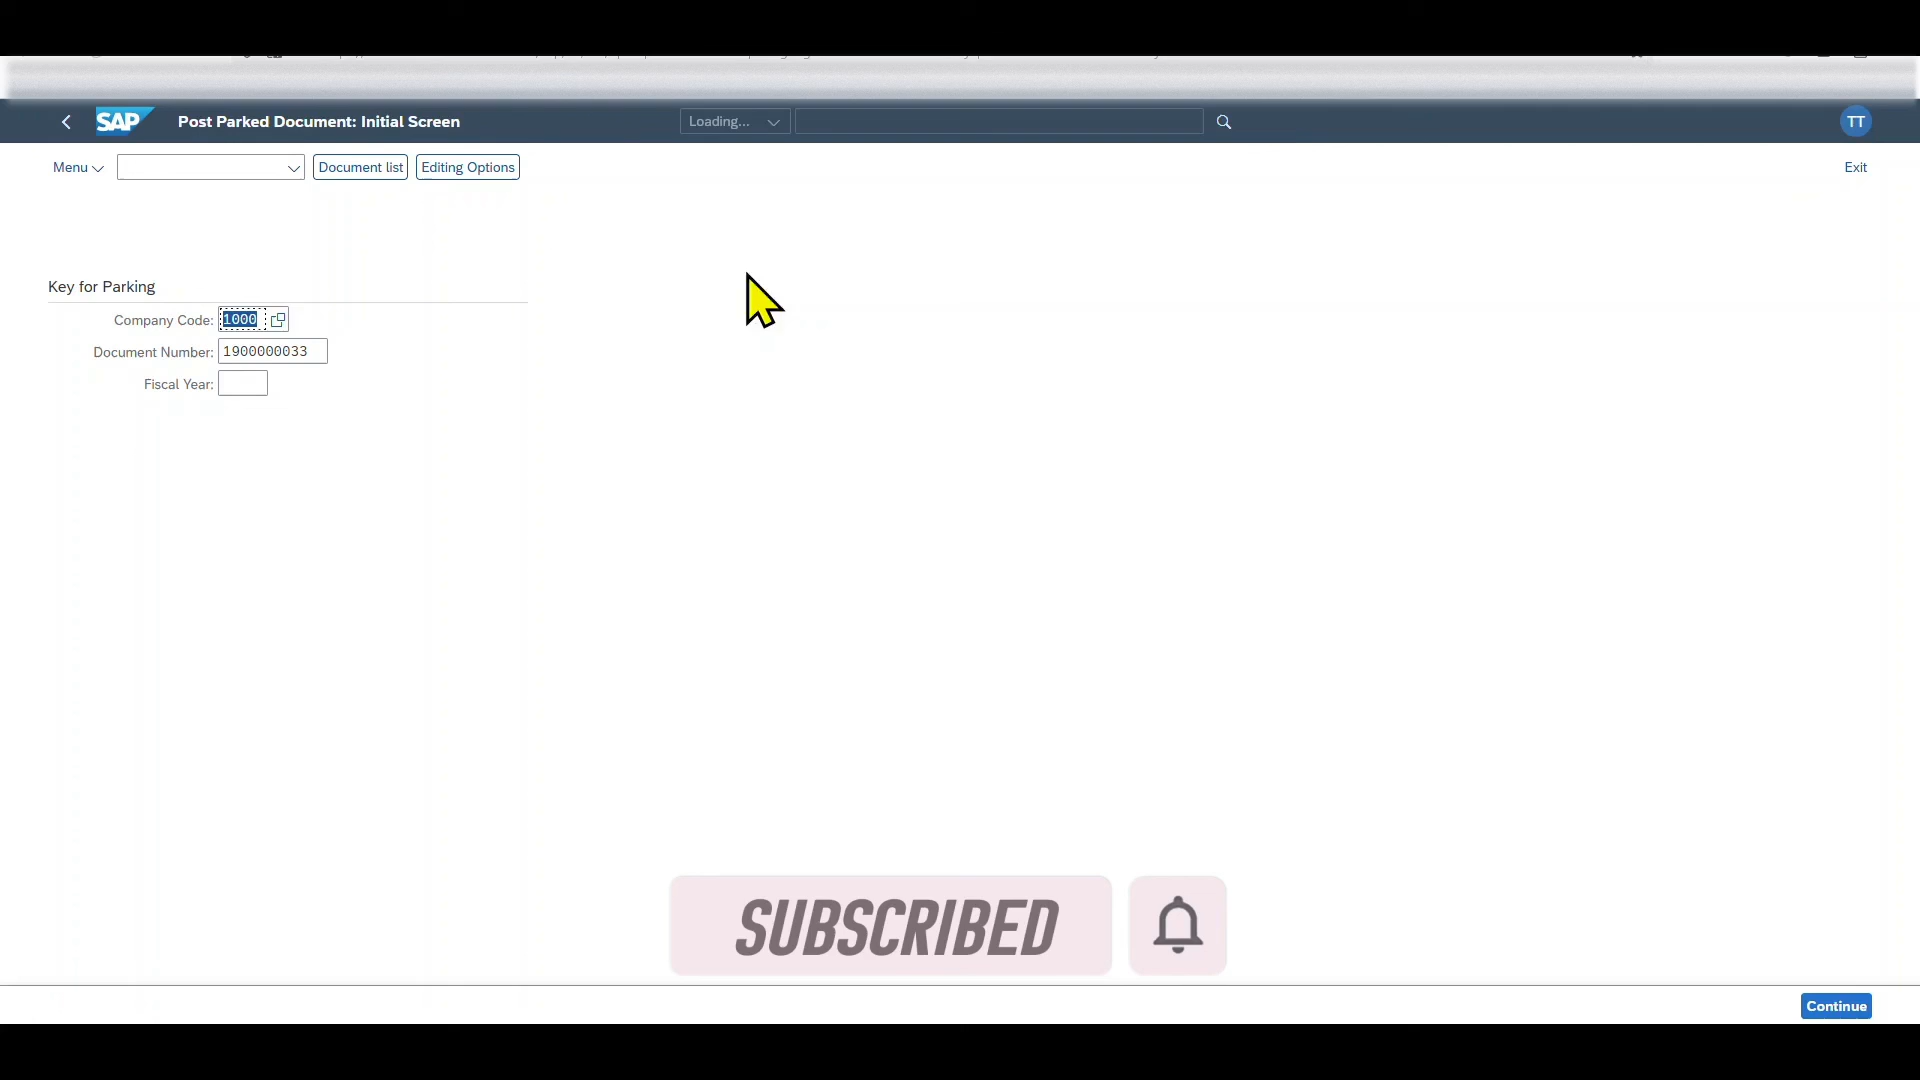 SAP Post Parked Document: Initial Screen Loading... TT
Menu Document list Editing Options Exit
Key for Parking
Company Code: 1000
Document Number: 1900000033
Fiscal Year:
SUBSCRIBED
Continue